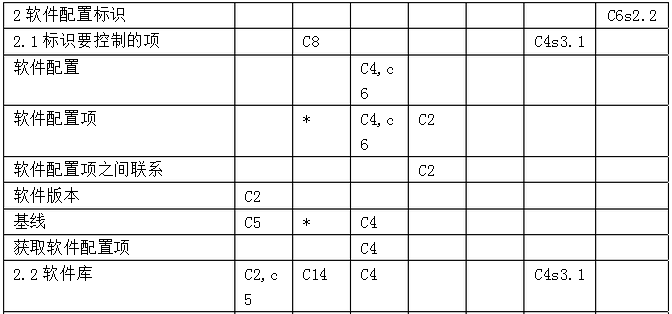 2 软件配置标识 C6s2.2
2.1 标识要控制的项 C8 C4s3.1
软件配置 C4,c
6
软件配置项 * C4,c C2
6
软件配置项之间联系 C2
软件版本 C2
基线 C5 * C4
获取软件配置项 C4
2.2 软件库 C2,c C14 C4 C4s3.1
5